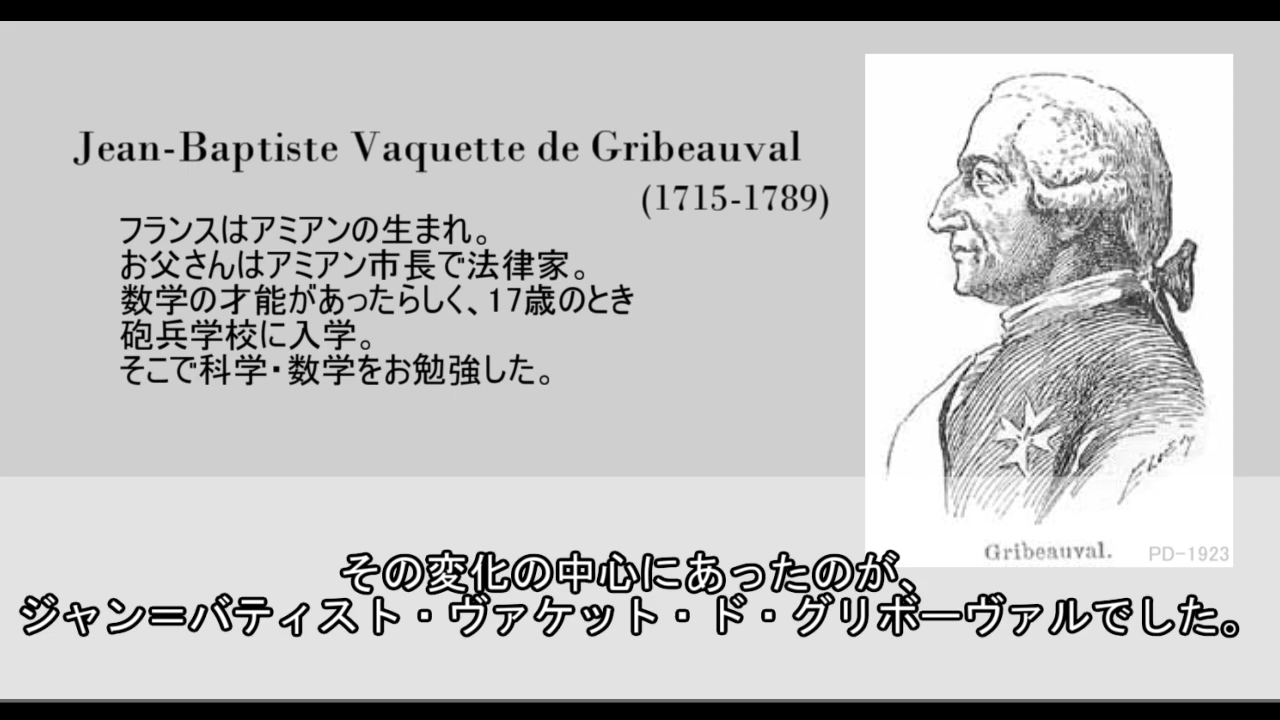 Jean-Baptiste Vaquette de Gribeauval
(1715-1789)
フランスはアミアンの生まれ。
お父さんはアミアン市長で法律家。
数学の才能があったらしく、17歳のとき
砲兵学校に入学。
そこで科学・数学をお勉強した。
Gribeauval.
PD-1923
その変化の中心にあったのが、
ジャン＝バティスト・ヴァケット・ド・グリボーヴァルでした。